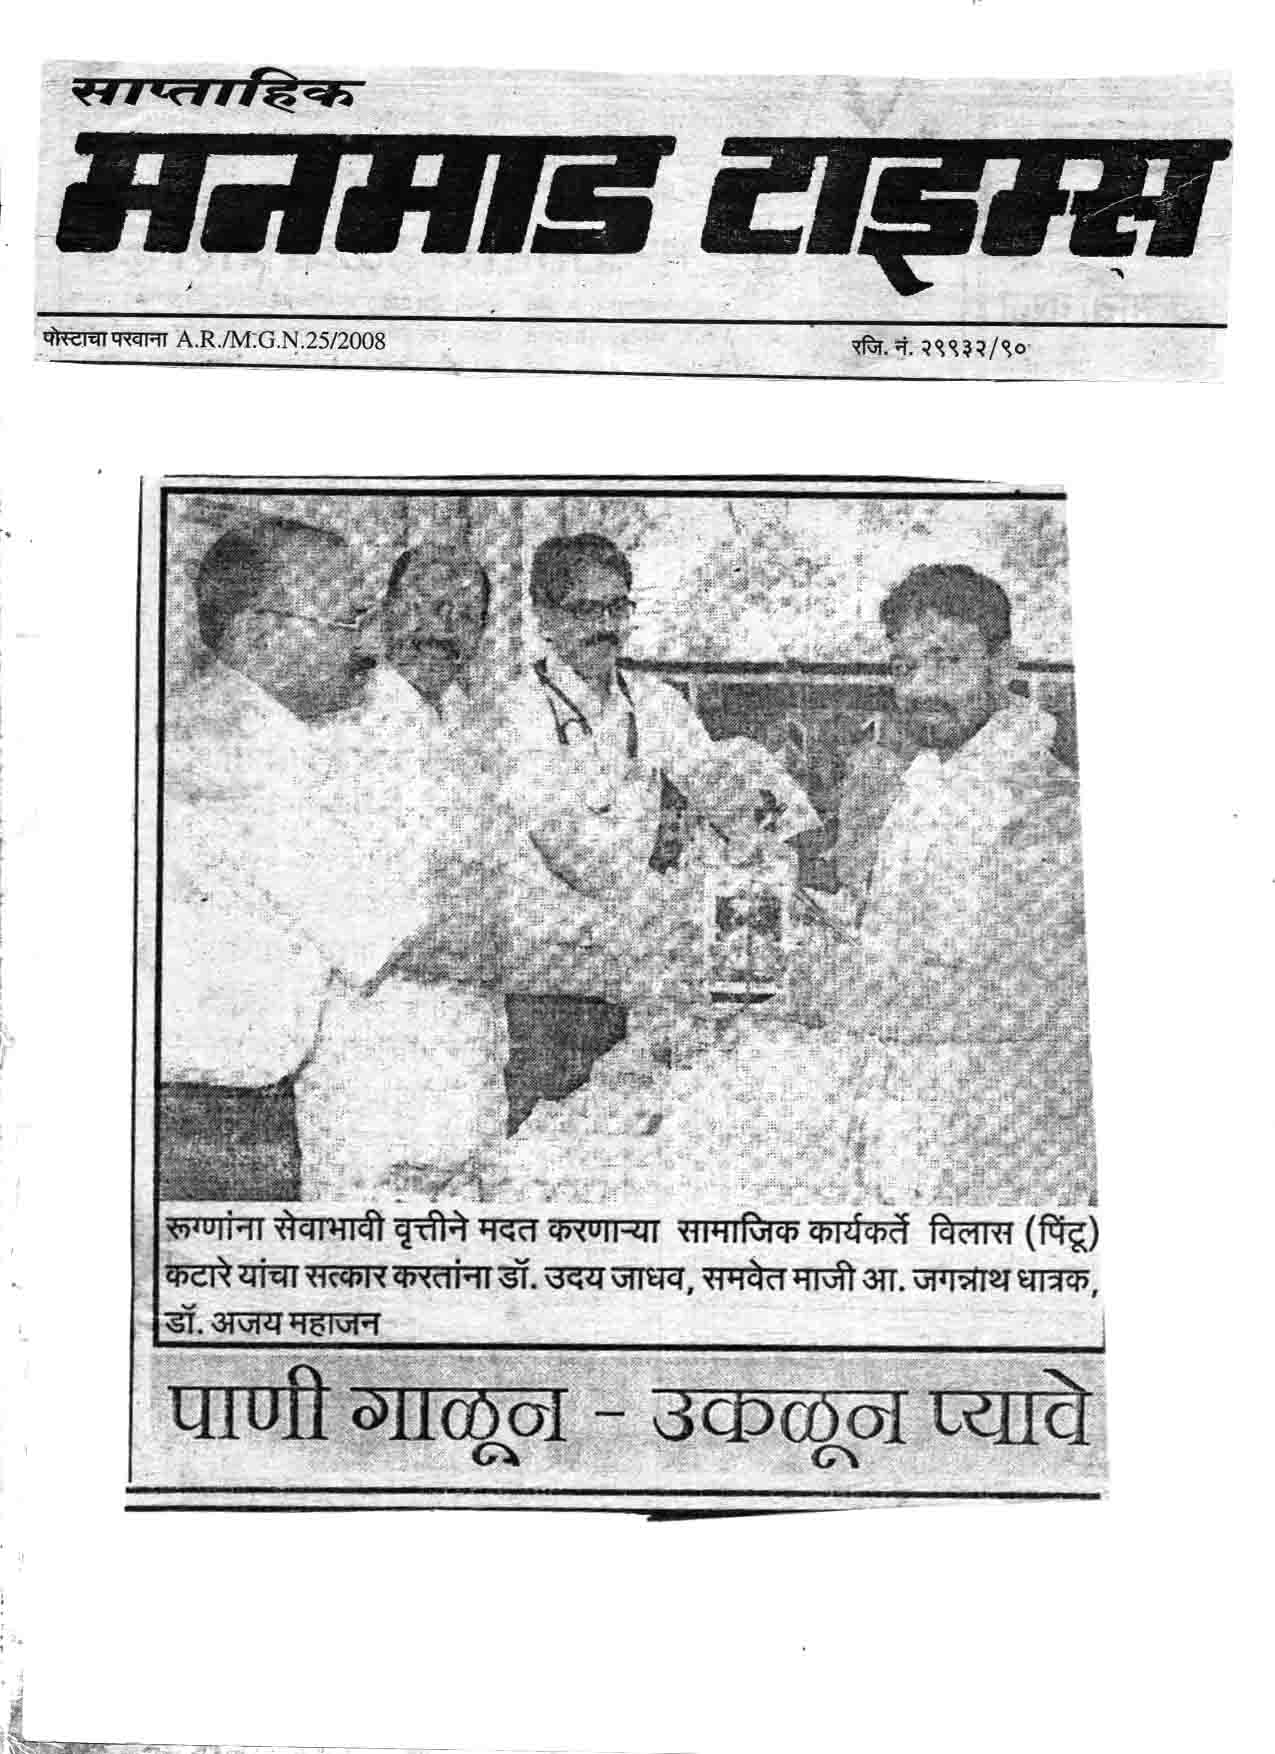 साप्ताहिक
मनमाड टाइम्स
पोस्टाचा परवाना A.R./M.G.N.25/2008 रजि. नं. २९९३२/९०
रूग्णांना सेवाभावी वृत्तीने मदत करणाऱ्या सामाजिक कार्यकर्ते विलास (पिंटू)
कटारे यांचा सत्कार करतांना डॉ. उदय जाधव, समवेत माजी आ. जगन्नाथ धात्रक,
डॉ. अजय महाजन
पाणी गाळून - उकळून प्यावे